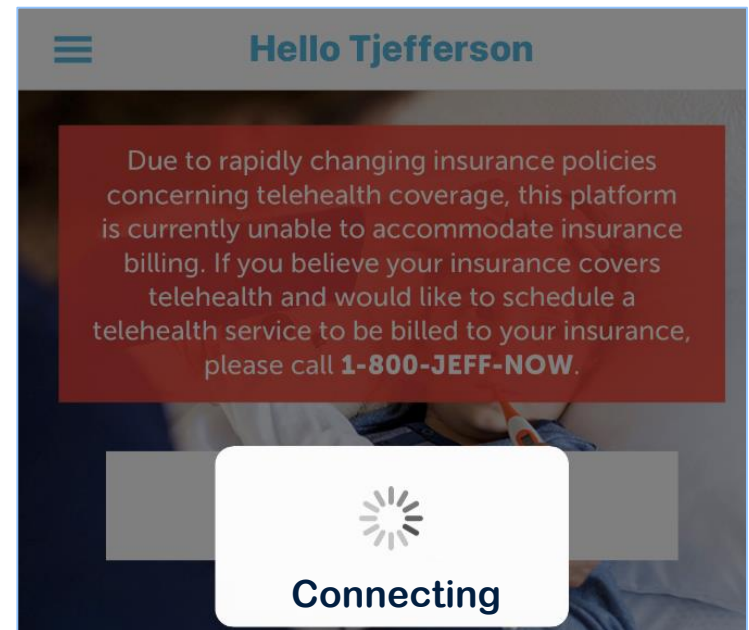 Hello Tjefferson
Due to rapidly changing insurance policies
concerning telehealth coverage, this platform
is currently unable to accommodate insurance
billing. If you believe your insurance covers
telehealth and would like to schedule a
telehealth service to be billed to your insurance,
please call 1-800-JEFF-NOW.
Connecting